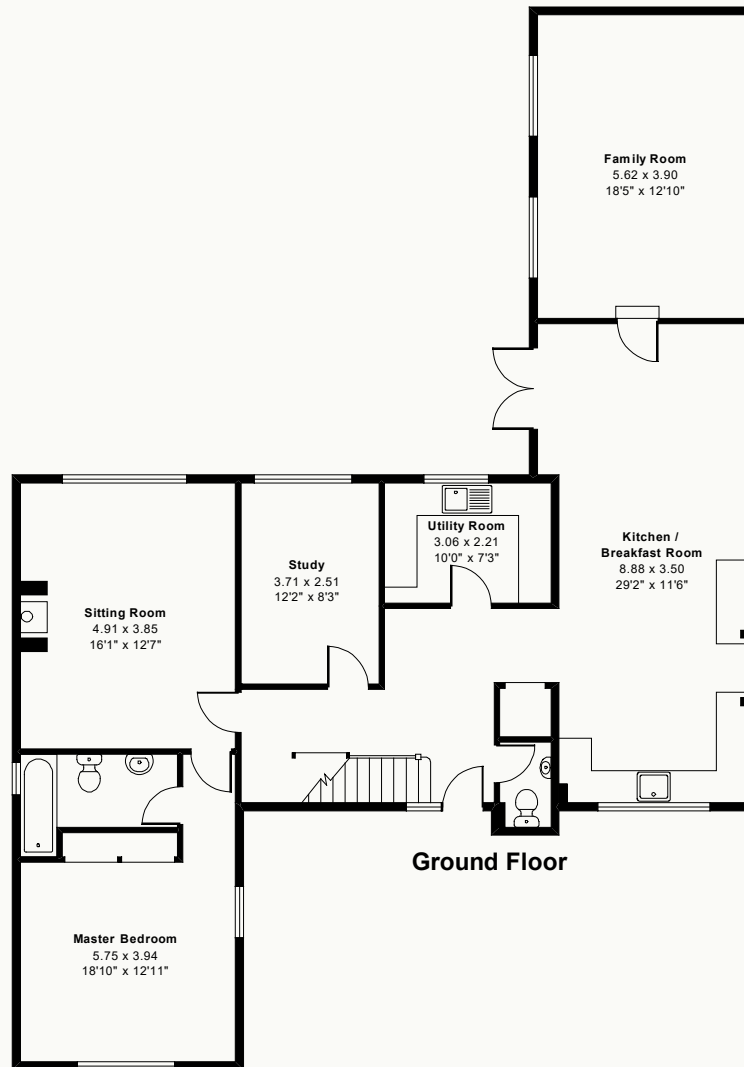 Family Room
5.62 x 3.90
18'5" x 12'10"
Utility Room
3.06 x 2.21
10'0" x 7'3"
Kitchen /
Breakfast Room
8.88 x 3.50
29'2" x 11'6"
Study
3.71 x 2.51
12'2" x 8'3"
Sitting Room
4.91 x 3.85
16'1" x 12'7"
Ground Floor
Master Bedroom
5.75 x 3.94
18'10" x 12'11"